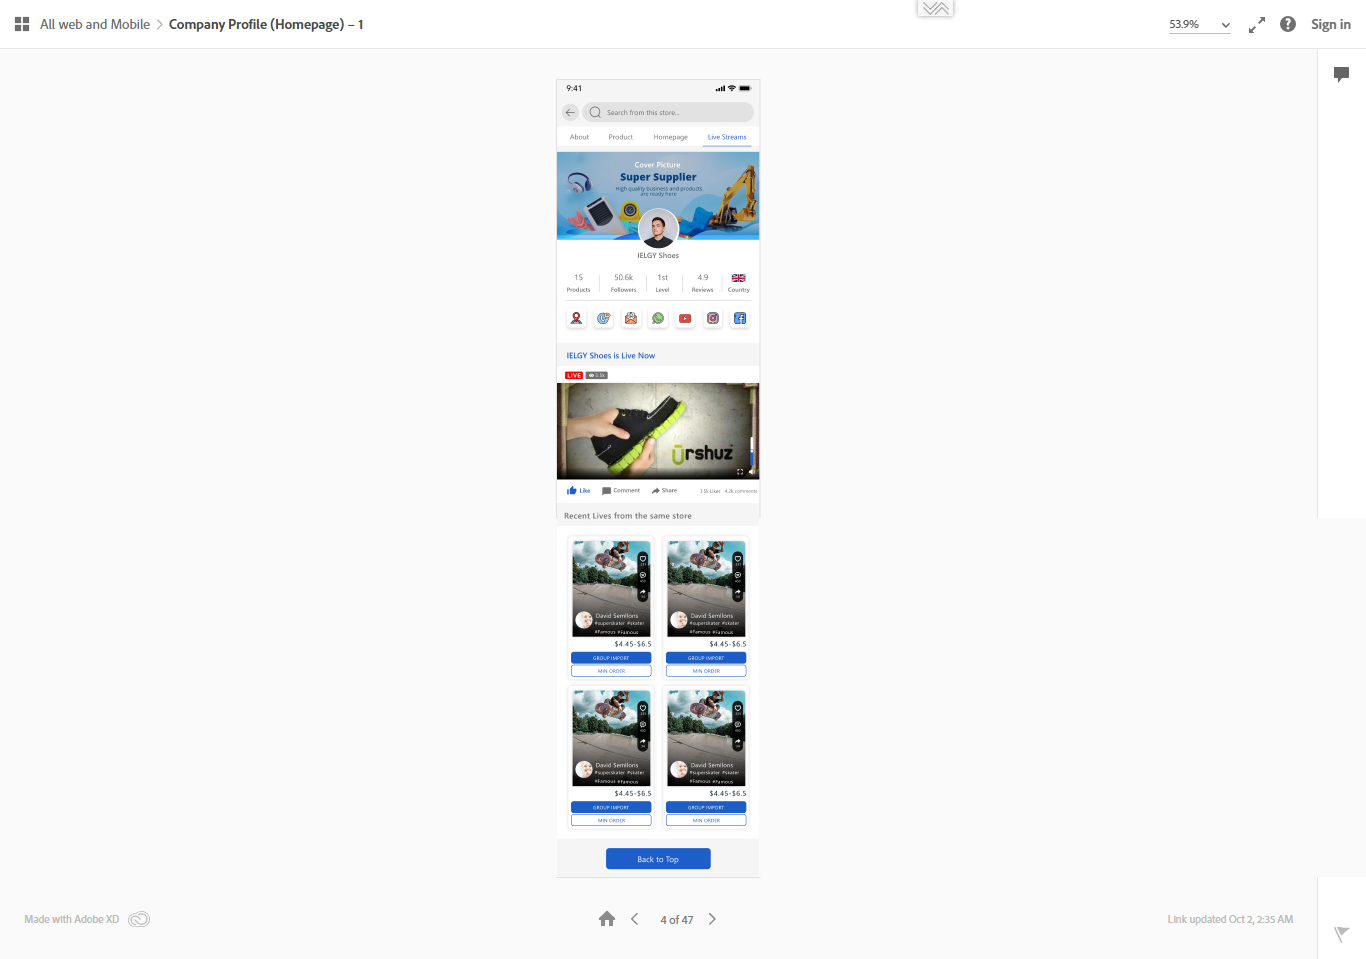 All web and Mobile > Company Profile (Homepage) – 1
53.9%
Sign in
9:41
Search from this store..
About Product Homepage Live Streams
Cover Picture
Super Supplier
High quality business and products
are ready here
IELGY Shoes
15 50.6k 1st 4.9
Products Followers Level Reviews Country
IELGY Shoes is Live Now
LIVE 3.5k
Ūrshuz
Like Comment Share 3.5k Likes 4.2k comments
Recent Lives from the same store
David Semllons David Semllons
#superskater #skater #superskater #skater
#Famous #Famous #Famous #Famous
$4.45-$6.5 $4.45-$6.5
GROUP IMPORT GROUP IMPORT
MIN ORDER MIN ORDER
David Semllons David Semllons
#superskater #skater #superskater #skater
#Famous #Famous #Famous #Famous
$4.45-$6.5 $4.45-$6.5
GROUP IMPORT GROUP IMPORT
MIN ORDER MIN ORDER
Back to Top
Made with Adobe XD
4 of 47
Link updated Oct 2, 2:35 AM